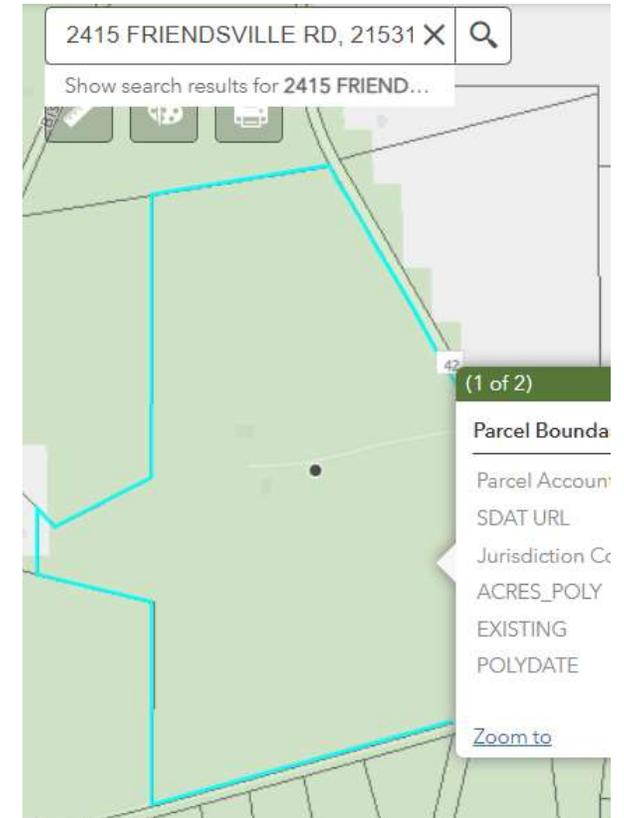 2415 FRIENDSVILLE RD, 21531
Show search results for 2415 FRIEND…
42
(1 of 2)
Parcel Bounda
Parcel Accoun
SDAT URL
Jurisdiction Co
ACRES_POLY
EXISTING
POLYDATE
Zoom to